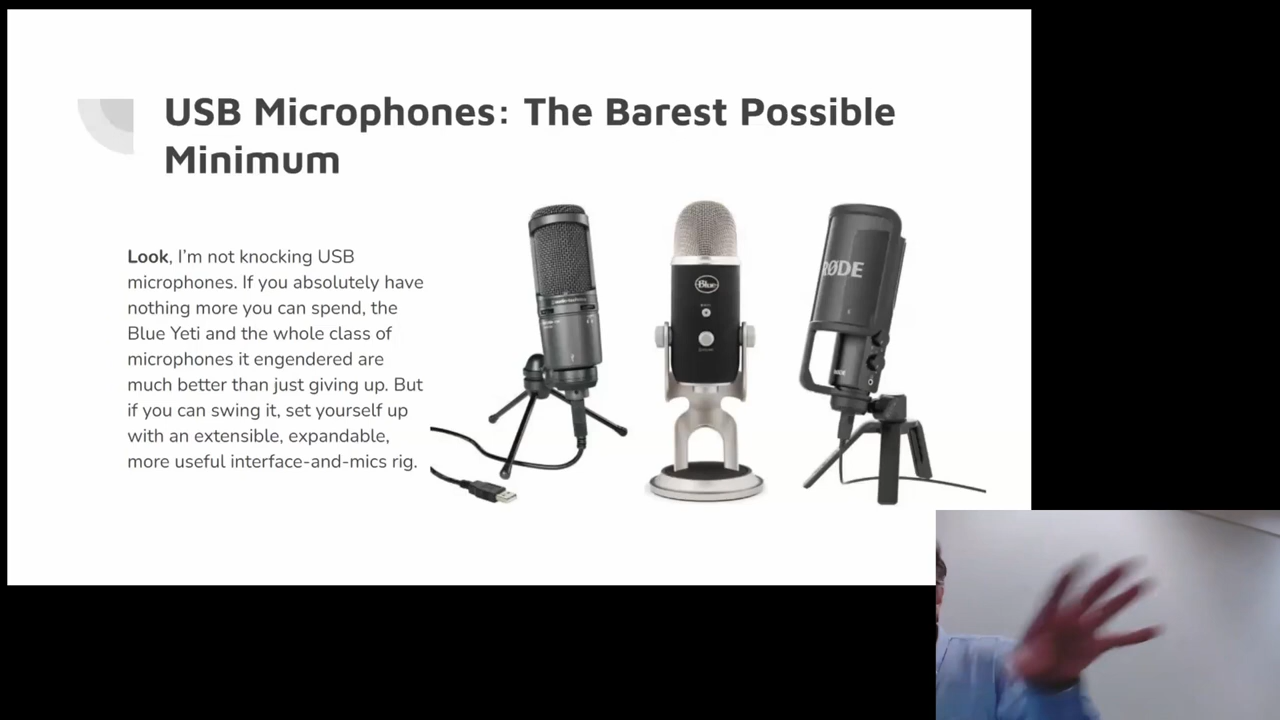 USB Microphones: The Barest Possible
Minimum
Look, I'm not knocking USB
microphones. If you absolutely have
nothing more you can spend, the
Blue Yeti and the whole class of
microphones it engendered are
much better than just giving up. But
if you can swing it, set yourself up
with an extensible, expandable,
more useful interface-and-mics rig.
Blue
RØDE